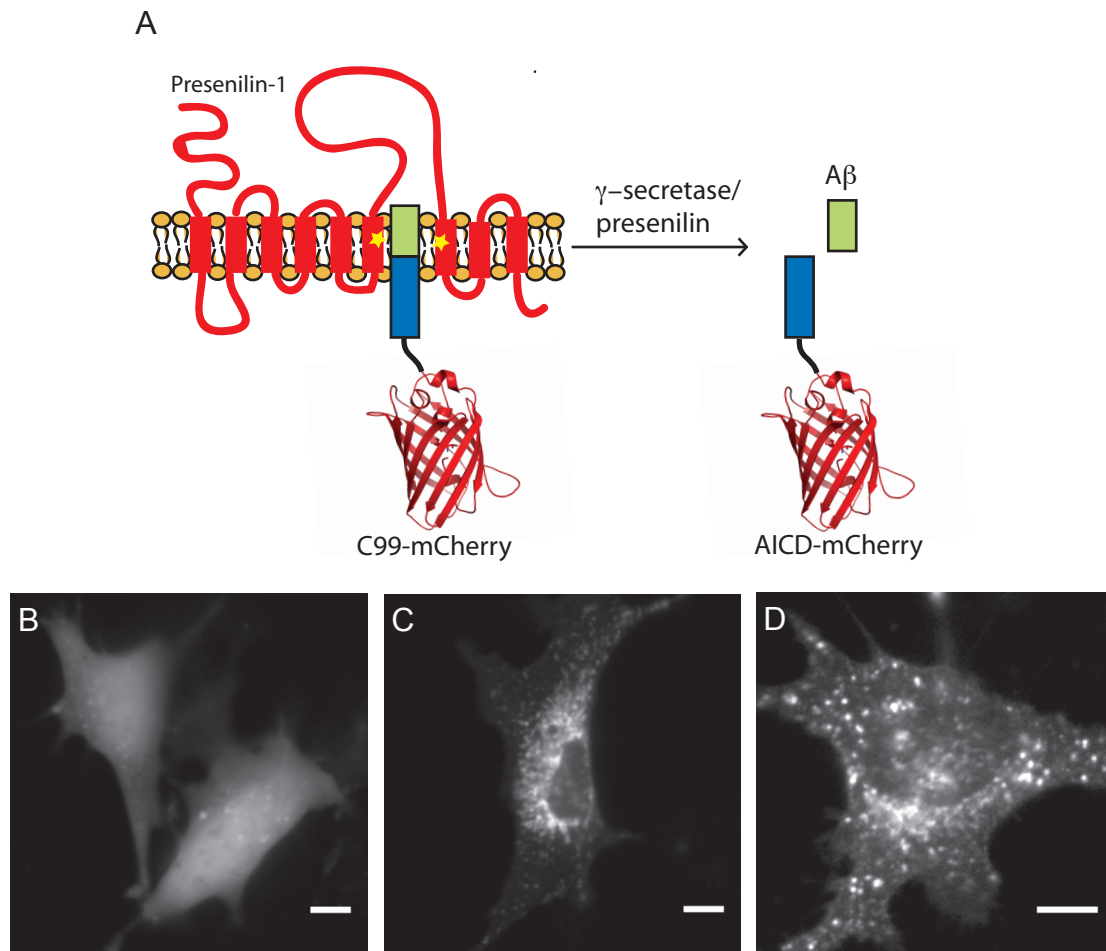 A
Presenilin-1
γ–secretase/
presenilin
Aβ
C99-mCherry
AICD-mCherry
B
C
D